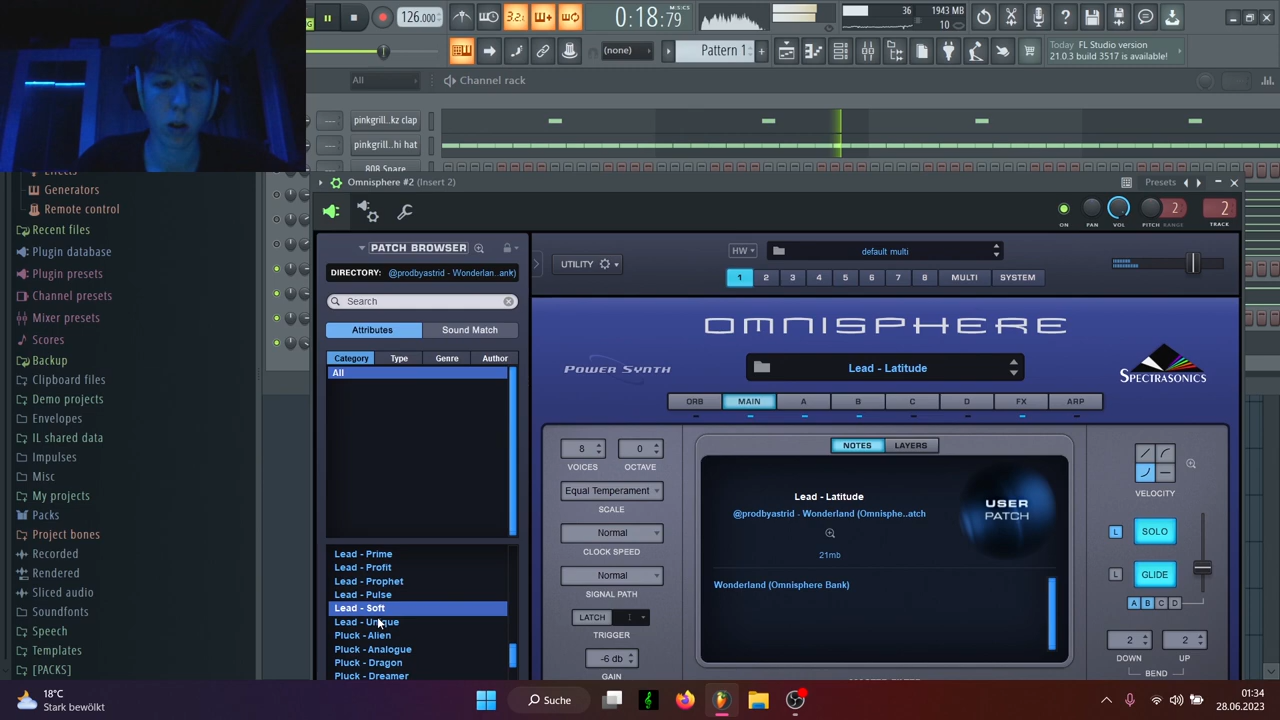 126.000
3.2.
0:18:79
M:S:CS
36
1943 MB
10
(none)
Pattern 1
Today FL Studio version
21.0.3 build 3517 is available!
All
Channel rack
pinkgrill...kz clap
pinkgrill...hi hat
808 Snare
Effects
Generators
Remote control
Recent files
Plugin database
Plugin presets
Channel presets
Mixer presets
Scores
Backup
Clipboard files
Demo projects
Envelopes
IL shared data
Impulses
Misc
My projects
Packs
Project bones
Recorded
Rendered
Sliced audio
Soundfonts
Speech
Templates
[PACKS]
Omnisphere #2 (Insert 2)
Presets
ON
PAN
VOL
PITCH RANGE
2
2
TRACK
PATCH BROWSER
DIRECTORY: @prodbyastrid - Wonderlan..ank)
Search
Attributes
Sound Match
Category
Type
Genre
Author
All
Lead - Prime
Lead - Profit
Lead - Prophet
Lead - Pulse
Lead - Soft
Lead - Unique
Pluck - Alien
Pluck - Analogue
Pluck - Dragon
Pluck - Dreamer
UTILITY
HW
default multi
1 2 3 4 5 6 7 8 MULTI SYSTEM
OMNISPHERE
POWER SYNTH
Lead - Latitude
SPECTRASONICS
ORB MAIN A B C D FX ARP
8
VOICES
0
OCTAVE
Equal Temperament
SCALE
Normal
CLOCK SPEED
Normal
SIGNAL PATH
LATCH
TRIGGER
-6 db
GAIN
NOTES
LAYERS
Lead - Latitude
@prodbyastrid - Wonderland (Omnisphe..atch
21mb
USER
PATCH
Wonderland (Omnisphere Bank)
VELOCITY
L SOLO
L GLIDE
A B C D
2
DOWN
2
UP
BEND
18°C
Stark bewölkt
Suche
01:34
28.06.2023